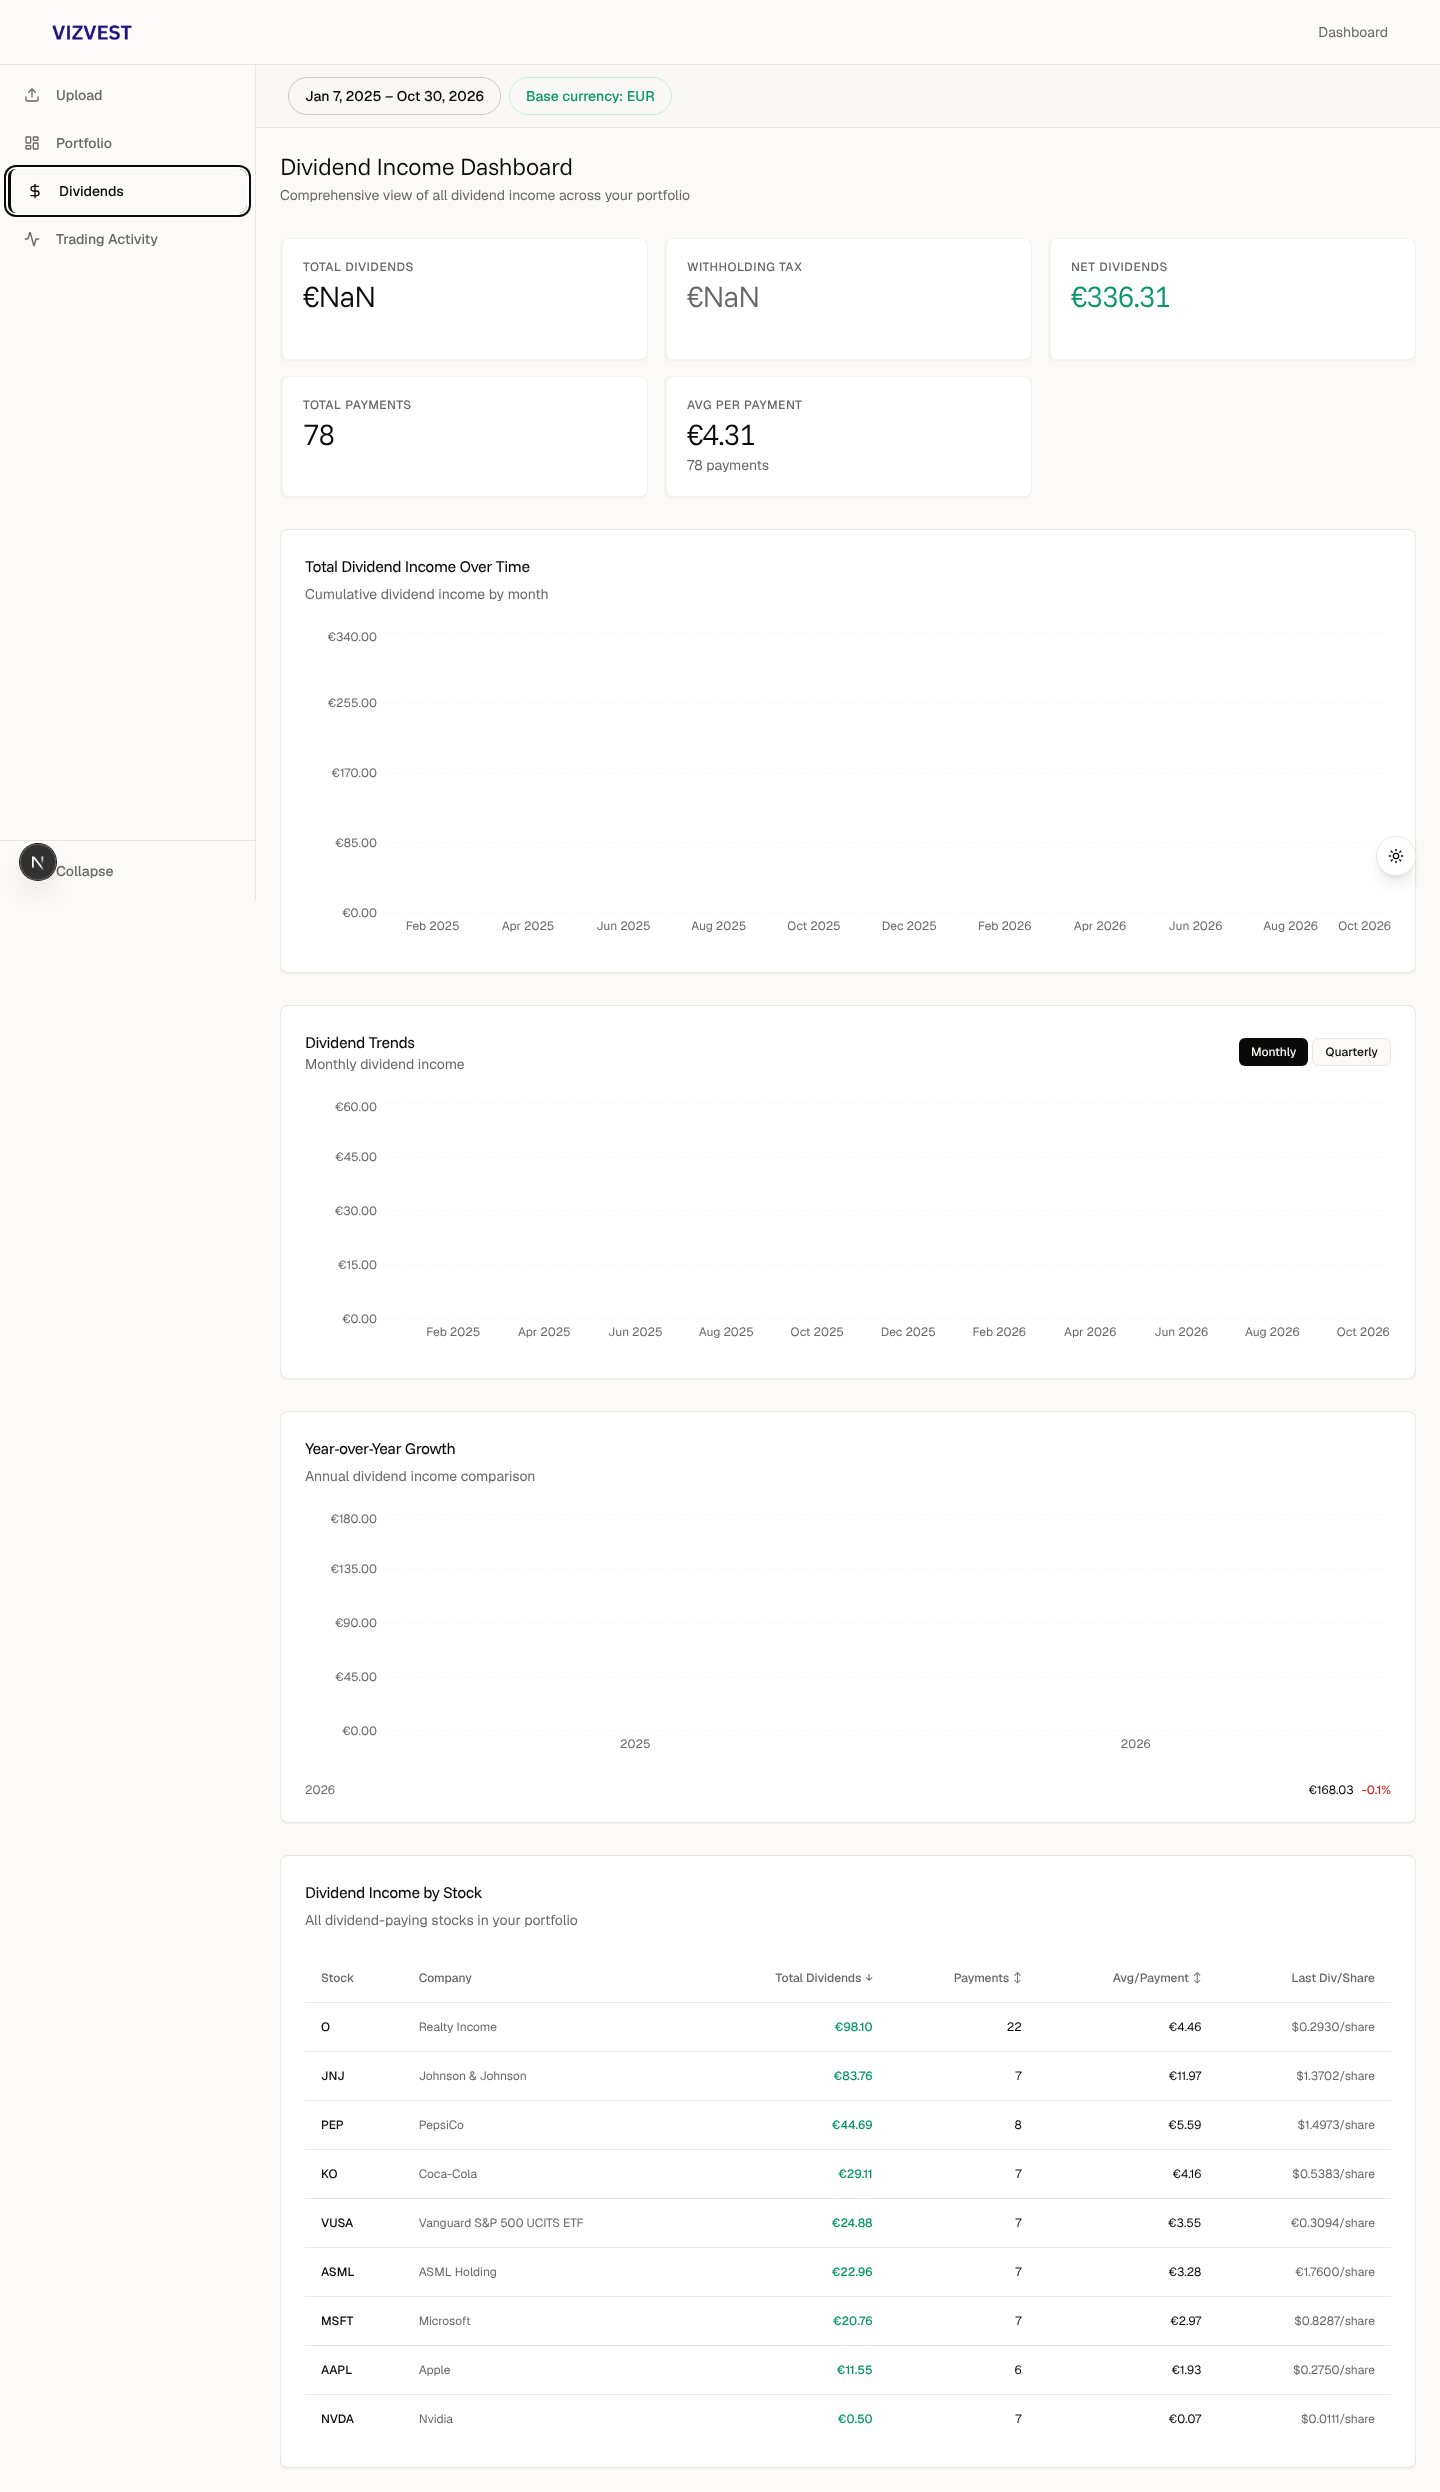 VIZVEST
Dashboard
Upload
Portfolio
Dividends
Trading Activity
N
Collapse
Jan 7, 2025 – Oct 30, 2026
Base currency: EUR
Dividend Income Dashboard
Comprehensive view of all dividend income across your portfolio
TOTAL DIVIDENDS
€NaN
WITHHOLDING TAX
€NaN
NET DIVIDENDS
€336.31
TOTAL PAYMENTS
78
AVG PER PAYMENT
€4.31
78 payments
Total Dividend Income Over Time
Cumulative dividend income by month
€340.00
€255.00
€170.00
€85.00
€0.00
Feb 2025 Apr 2025 Jun 2025 Aug 2025 Oct 2025 Dec 2025 Feb 2026 Apr 2026 Jun 2026 Aug 2026 Oct 2026
Dividend Trends
Monthly dividend income
Monthly Quarterly
€60.00
€45.00
€30.00
€15.00
€0.00
Feb 2025 Apr 2025 Jun 2025 Aug 2025 Oct 2025 Dec 2025 Feb 2026 Apr 2026 Jun 2026 Aug 2026 Oct 2026
Year-over-Year Growth
Annual dividend income comparison
€180.00
€135.00
€90.00
€45.00
€0.00
2025 2026
2026 €168.03 -0.1%
Dividend Income by Stock
All dividend-paying stocks in your portfolio
Stock Company Total Dividends ↓ Payments ↕ Avg/Payment ↕ Last Div/Share
O Realty Income €98.10 22 €4.46 $0.2930/share
JNJ Johnson & Johnson €83.76 7 €11.97 $1.3702/share
PEP PepsiCo €44.69 8 €5.59 $1.4973/share
KO Coca-Cola €29.11 7 €4.16 $0.5383/share
VUSA Vanguard S&P 500 UCITS ETF €24.88 7 €3.55 €0.3094/share
ASML ASML Holding €22.96 7 €3.28 €1.7600/share
MSFT Microsoft €20.76 7 €2.97 $0.8287/share
AAPL Apple €11.55 6 €1.93 $0.2750/share
NVDA Nvidia €0.50 7 €0.07 $0.0111/share